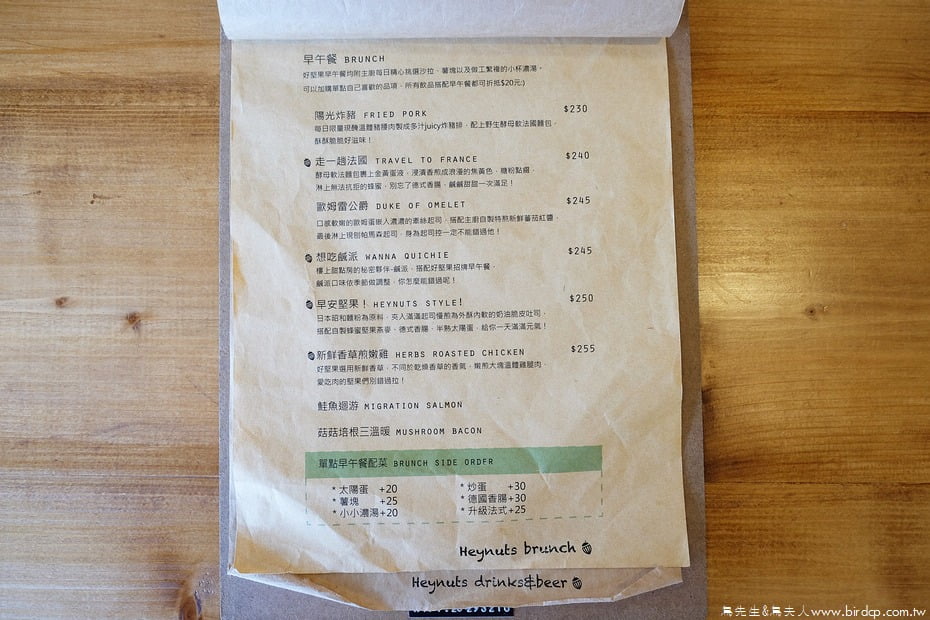 早午餐 BRUNCH
好堅果早午餐均附主廚每日精心挑選沙拉、薯塊以及做工繁複的小杯濃湯。
可以加購單點自己喜歡的品項，所有飲品搭配早午餐都可折抵$20元:)
陽光炸豬 FRIED PORK $230
每日限量現醃溫體豬腰肉製成多汁juicy炸豬排，配上野生酵母軟法國麵包，
酥酥脆脆好滋味！
走一趟法國 TRAVEL TO FRANCE $240
酵母軟法麵包裹上金黃蛋液，浸漬香煎成浪漫的焦黃色，糖粉點綴，
淋上無法抗拒的蜂蜜，別忘了德式香腸，鹹鹹甜甜一次滿足！
歐姆雷公爵 DUKE OF OMELET $245
口感軟嫩的歐姆蛋嵌入濃濃的牽絲起司，搭配主廚自製特熬新鮮蕃茄紅醬，
最後淋上現刨帕馬森起司，身為起司控一定不能錯過他！
想吃鹹派 WANNA QUICHIE $245
樓上甜點房的秘密夥伴-鹹派，搭配好堅果招牌早午餐，
鹹派口味依季節做調整，你怎麼能錯過呢！
早安堅果！HEYNUTS STYLE! $250
日本昭和麵粉為原料，夾入滿滿起司慢煎為外酥內軟的奶油脆皮吐司，
搭配自製蜂蜜堅果燕麥、德式香腸，半熟太陽蛋，給你一天滿滿元氣！
新鮮香草煎嫩雞 HERBS ROASTED CHICKEN $255
好堅果選用新鮮香草，不同於乾燥香草的香氣，嫩煎大塊溫體雞腿肉，
愛吃肉的堅果們別錯過拉！
鮭魚迴游 MIGRATION SALMON
菇菇培根三溫暖 MUSHROOM BACON
單點早午餐配菜 BRUNCH SIDE ORDER
* 太陽蛋 +20 * 炒蛋 +30
* 薯塊 +25 * 德國香腸+30
* 小小濃湯+20 * 升級法式+25
Heynuts brunch
Heynuts drinks&beer
鳥先生&鳥夫人www.birdcp.com.tw